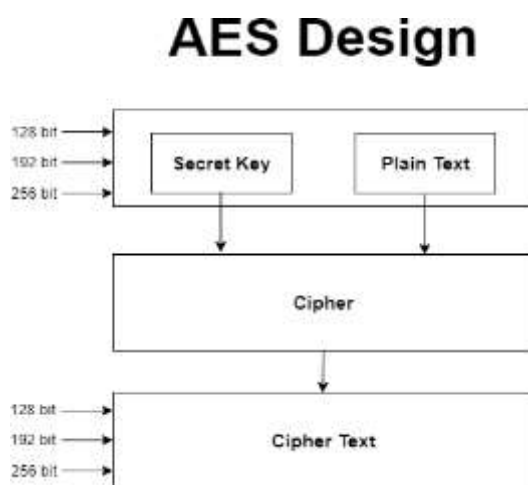 AES Design
128 bit
192 bit
256 bit
Secret Key
Plain Text
Cipher
128 bit
192 bit
256 bit
Cipher Text